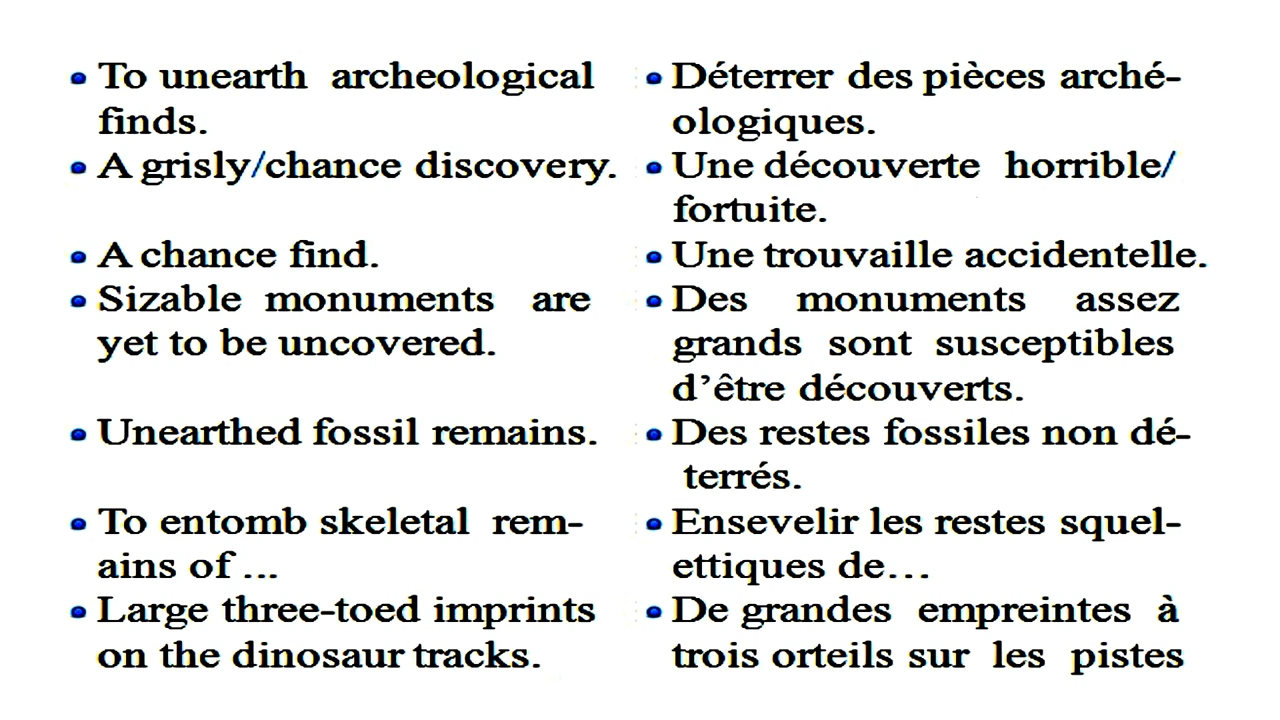 • To unearth archeological
finds.
• A grisly/chance discovery.
• A chance find.
• Sizable monuments are
yet to be uncovered.
• Unearthed fossil remains.
• To entomb skeletal rem-
ains of ...
• Large three-toed imprints
on the dinosaur tracks.
• Déterrer des pièces arché-
ologiques.
• Une découverte horrible/
fortuite.
• Une trouvaille accidentelle.
• Des monuments assez
grands sont susceptibles
d’être découverts.
• Des restes fossiles non dé-
terrés.
• Ensevelir les restes squel-
ettiques de…
• De grandes empreintes à
trois orteils sur les pistes